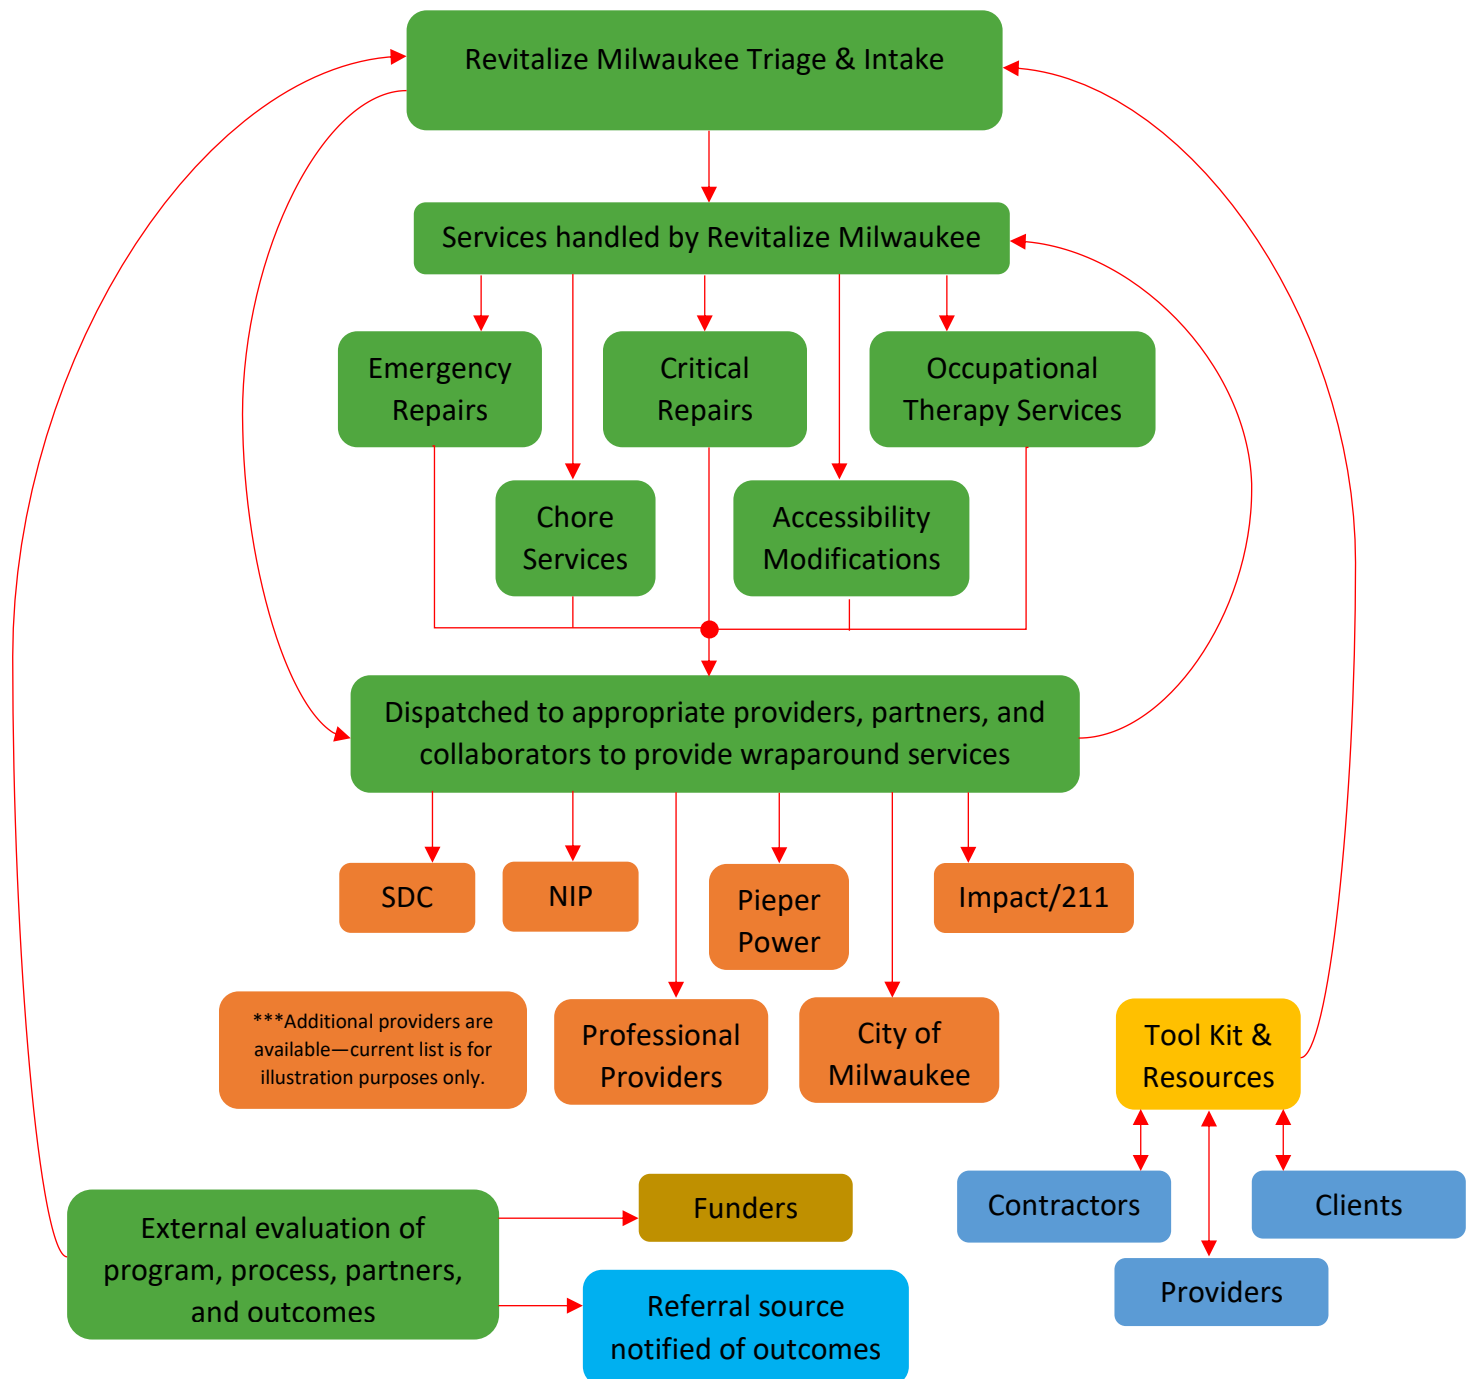 Revitalize Milwaukee Triage & Intake
Services handled by Revitalize Milwaukee
Emergency
Repairs
Critical
Repairs
Occupational
Therapy Services
Chore
Services
Accessibility
Modifications
Dispatched to appropriate providers, partners, and
collaborators to provide wraparound services
SDC
NIP
Pieper
Power
Impact/211
***Additional providers are
available—current list is for
illustration purposes only.
Professional
Providers
City of
Milwaukee
Tool Kit &
Resources
Contractors
Clients
Providers
External evaluation of
program, process, partners,
and outcomes
Funders
Referral source
notified of outcomes